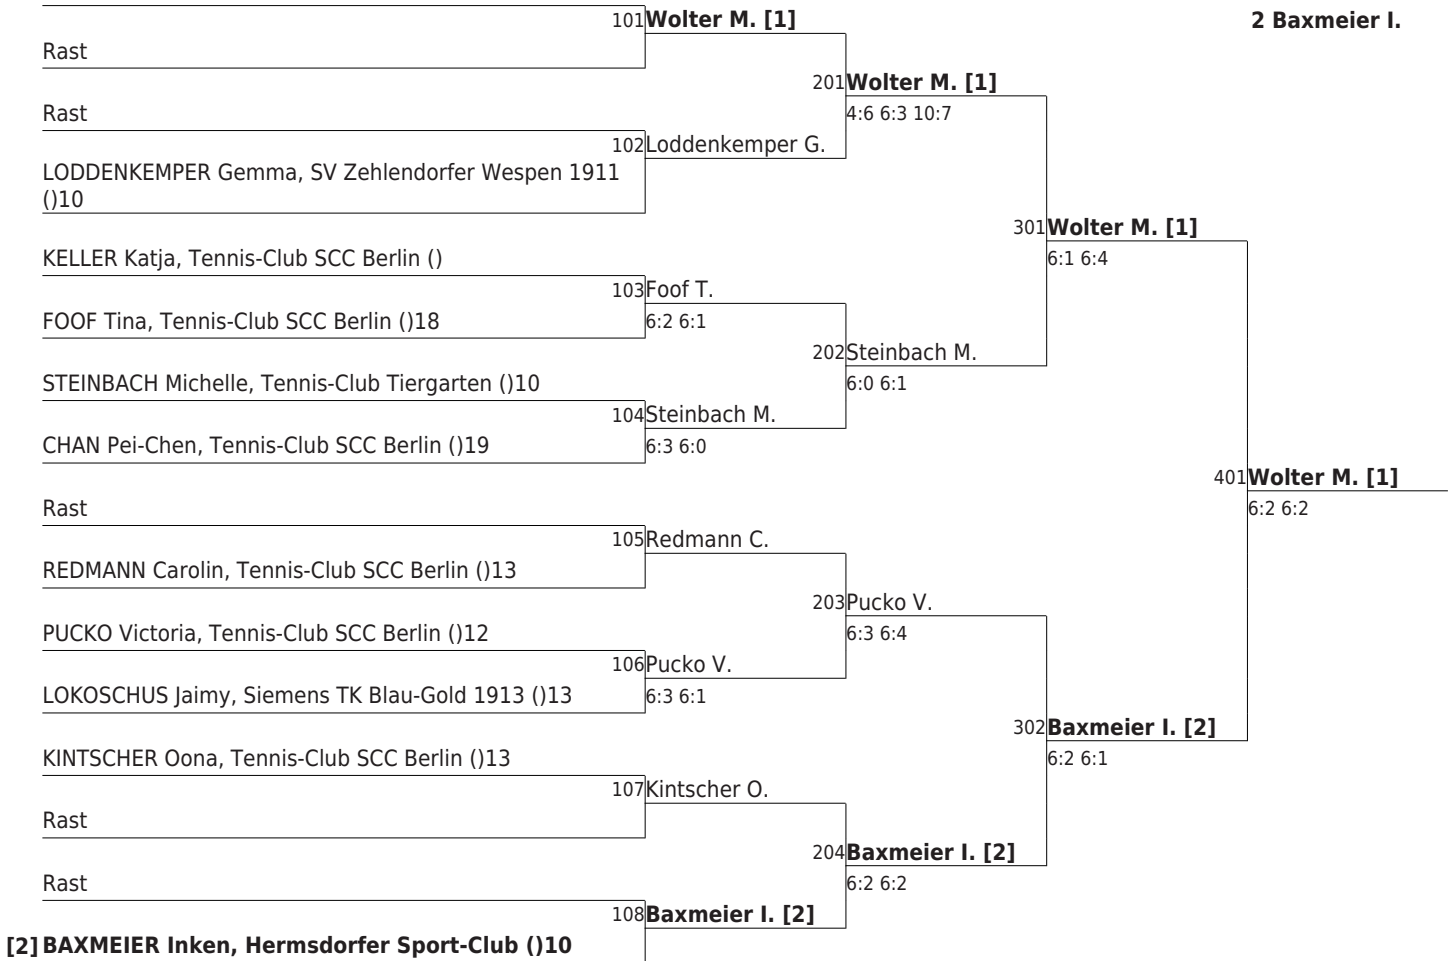 101 Wolter M. [1]
2 Baxmeier I.
Rast
201 Wolter M. [1]
Rast
4:6 6:3 10:7
102 Loddenkemper G.
LODDENKEMPER Gemma, SV Zehlendorfer Wespen 1911
()10
301 Wolter M. [1]
KELLER Katja, Tennis-Club SCC Berlin ()
6:1 6:4
103 Foof T.
FOOF Tina, Tennis-Club SCC Berlin ()18
6:2 6:1
202 Steinbach M.
STEINBACH Michelle, Tennis-Club Tiergarten ()10
6:0 6:1
104 Steinbach M.
CHAN Pei-Chen, Tennis-Club SCC Berlin ()19
6:3 6:0
401 Wolter M. [1]
Rast
6:2 6:2
105 Redmann C.
REDMANN Carolin, Tennis-Club SCC Berlin ()13
203 Pucko V.
PUCKO Victoria, Tennis-Club SCC Berlin ()12
6:3 6:4
106 Pucko V.
LOKOSCHUS Jaimy, Siemens TK Blau-Gold 1913 ()13
6:3 6:1
302 Baxmeier I. [2]
KINTSCHER Oona, Tennis-Club SCC Berlin ()13
6:2 6:1
107 Kintscher O.
Rast
204 Baxmeier I. [2]
Rast
6:2 6:2
108 Baxmeier I. [2]
[2] BAXMEIER Inken, Hermsdorfer Sport-Club ()10